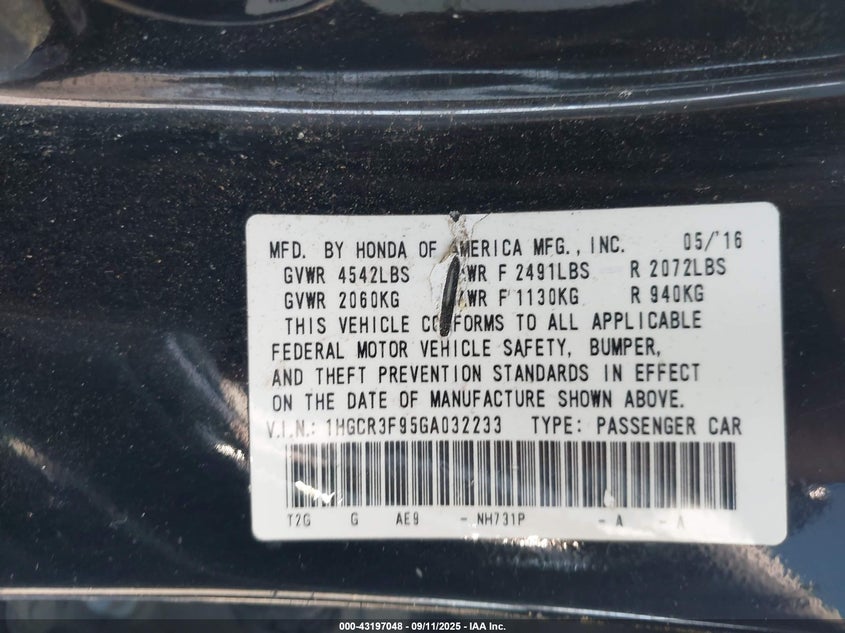 MFD. BY HONDA OF AMERICA MFG., INC. 05/'16
GVWR 4542LBS WR F 2491LBS R 2072LBS
GVWR 2060KG WR F 1130KG R 940KG
THIS VEHICLE CONFORMS TO ALL APPLICABLE
FEDERAL MOTOR VEHICLE SAFETY, BUMPER,
AND THEFT PREVENTION STANDARDS IN EFFECT
ON THE DATE OF MANUFACTURE SHOWN ABOVE.
V.I.N.: 1HGCR3F95GA032233 TYPE: PASSENGER CAR
T2G G AE9 - NH731P - A - A
000-43197048 - 09/11/2025 - IAA Inc.